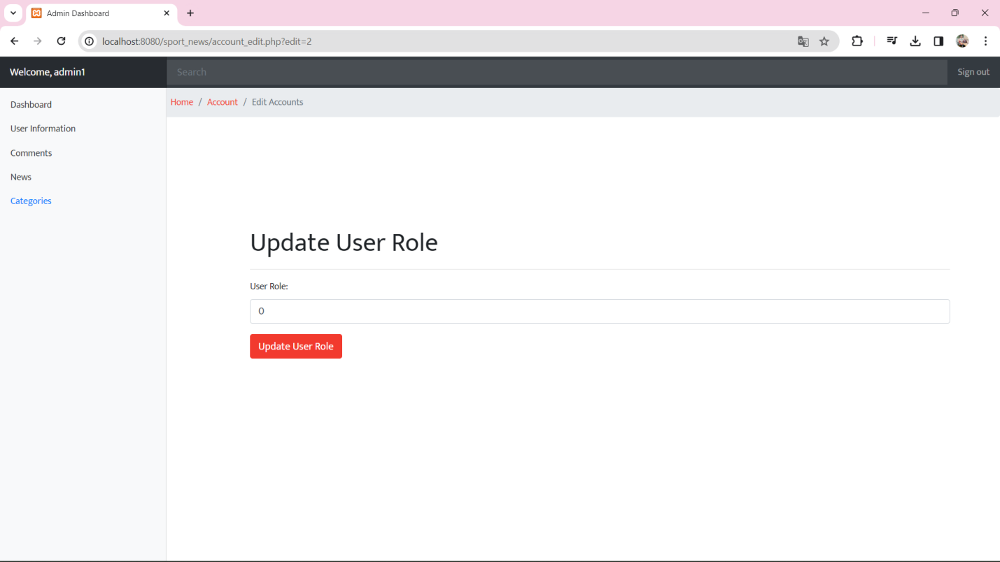 Admin Dashboard
localhost:8080/sport_news/account_edit.php?edit=2
Welcome, admin1
Search
Sign out
Home / Account / Edit Accounts
Dashboard
User Information
Comments
News
Categories
Update User Role
User Role:
0
Update User Role